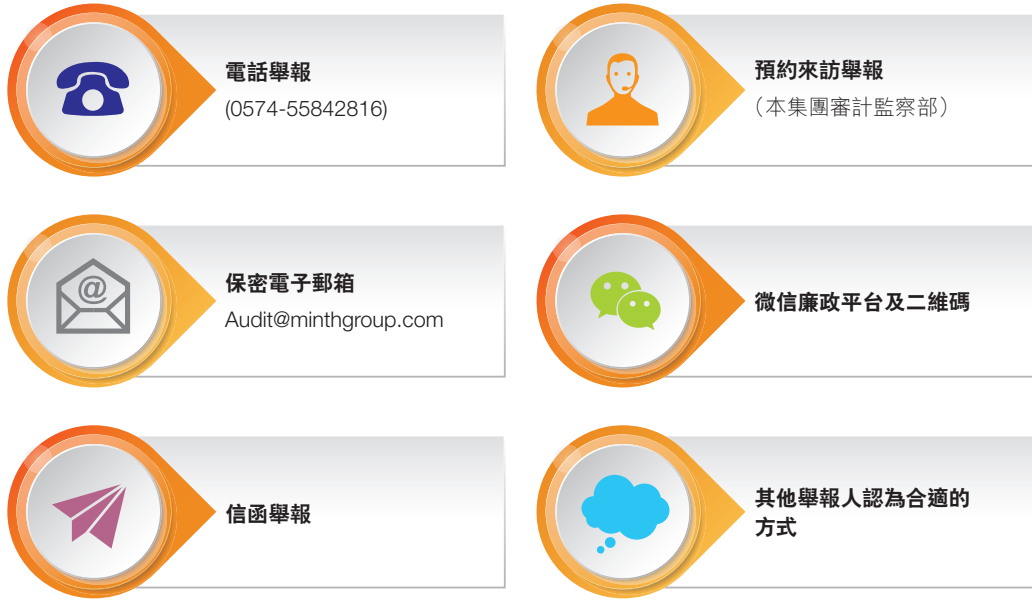 電話舉報
(0574-55842816)
預約來訪舉報
（本集團審計監察部）
保密電子郵箱
Audit@minthgroup.com
微信廉政平台及二維碼
信函舉報
其他舉報人認為合適的
方式